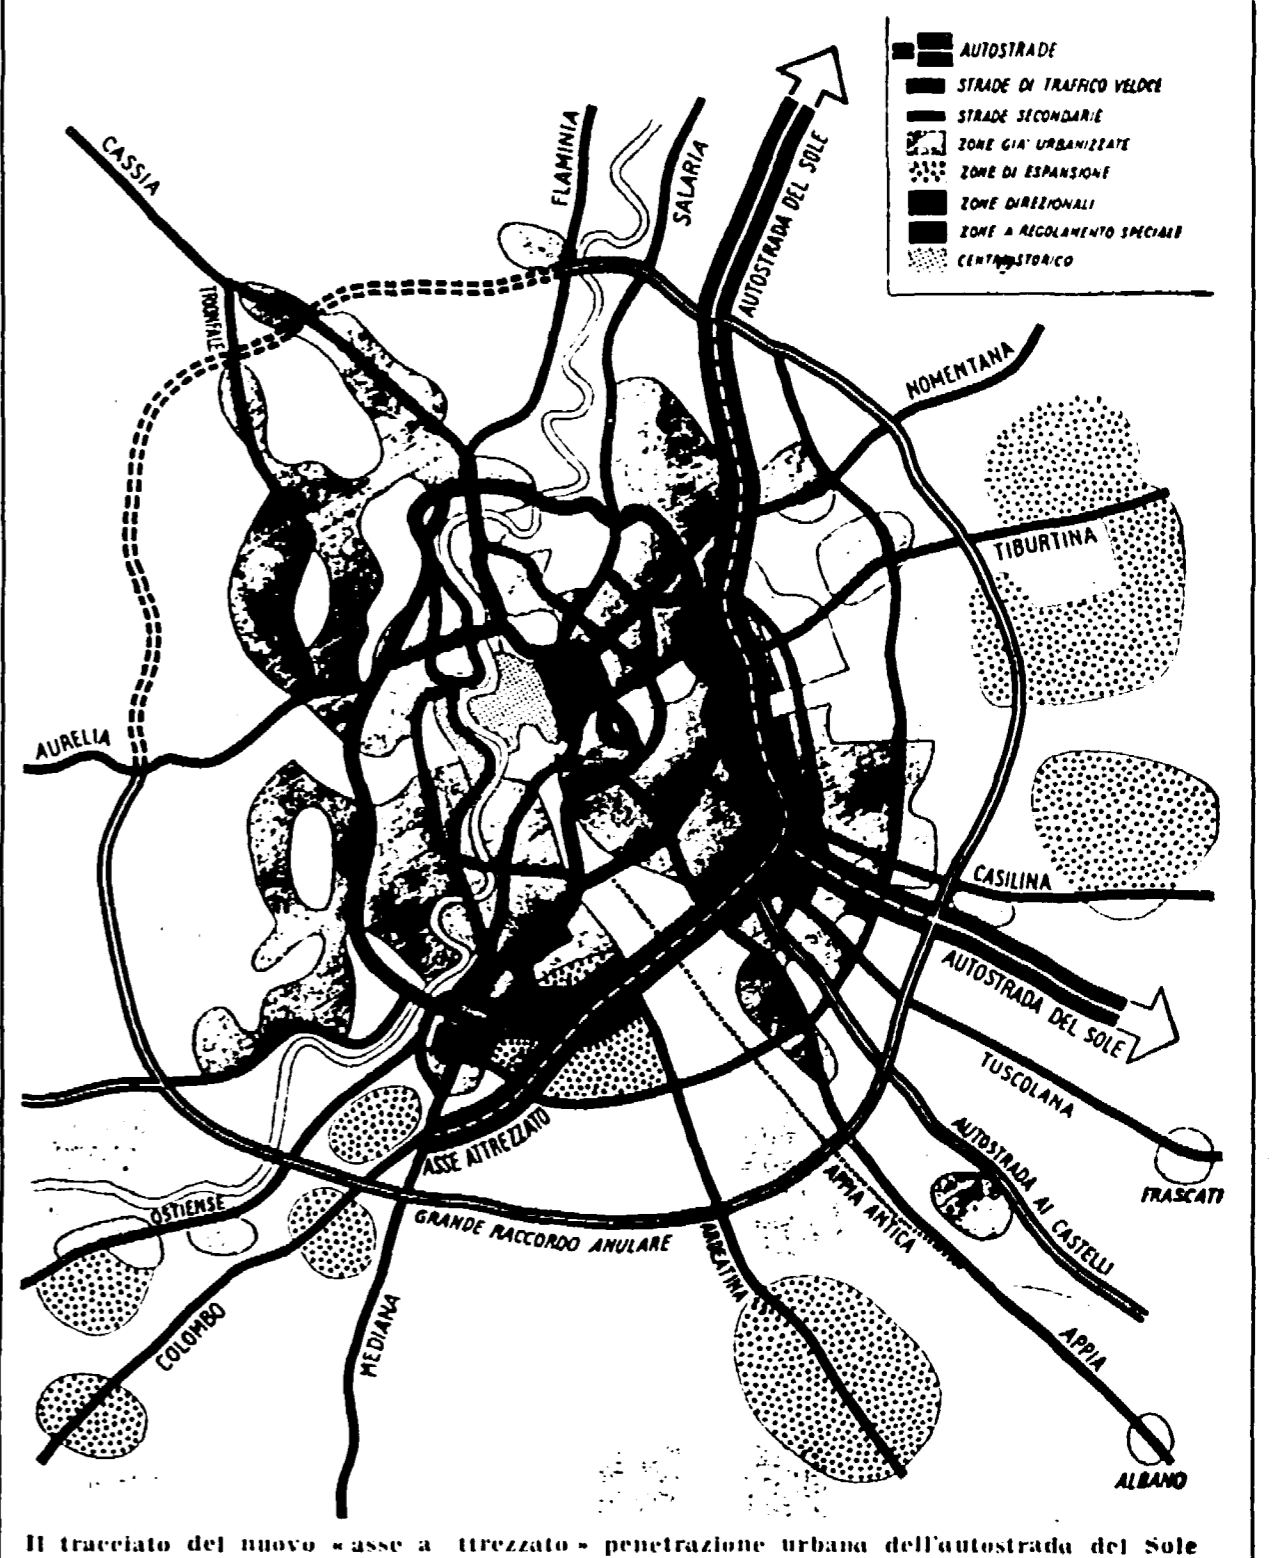 AUTOSTRADE
STRADE DI TRAFFICO VELOCE
STRADE SECONDARIE
ZONE GIA' URBANIZZATE
ZONE DI ESPANSIONE
ZONE DIREZIONALI
ZONE A REGOLAMENTO SPECIALE
CENTRO STORICO
CASSIA
FLAMINIA
SALARIA
AUTOSTRADA DEL SOLE
TRIONFALE
NOMENTANA
TIBURTINA
AURELIA
CASILINA
AUTOSTRADA DEL SOLE
TUSCOLANA
ASSE ATTREZZATO
AUTOSTRADA AI CASTELLI
FRASCATI
OSTIENSE
GRANDE RACCORDO ANULARE
ARDEATINA
APPIA ANTICA
COLOMBO
MEDIANA
APPIA
ALBANO
Il tracciato del nuovo « asse a ttrezzato » penetrazione urbana dell'autostrada del Sole